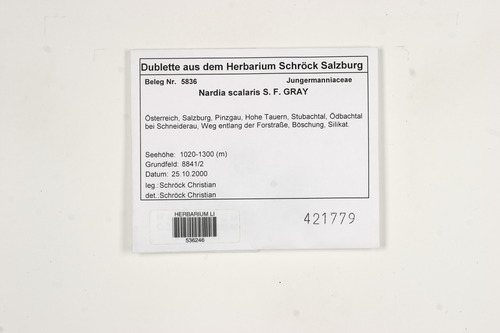 Dublette aus dem Herbarium Schröck Salzburg
Beleg Nr. 5836 Jungermanniaceae
Nardia scalaris S. F. GRAY
Österreich, Salzburg, Pinzgau, Hohe Tauern, Stubachtal, Ödbachtal
bei Schneiderau, Weg entlang der Forstraße, Böschung, Silikat.
Seehöhe: 1020-1300 (m)
Grundfeld: 8841/2
Datum: 25.10.2000
leg.:Schröck Christian
det.:Schröck Christian
HERBARIUM LI
536246
421779